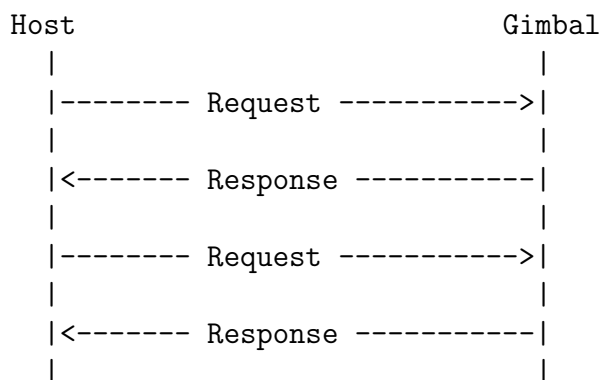 Host                           Gimbal
  |                              |
  |-------- Request ----------->|
  |                              |
  |<------- Response -----------|
  |                              |
  |-------- Request ----------->|
  |                              |
  |<------- Response -----------|
  |                              |